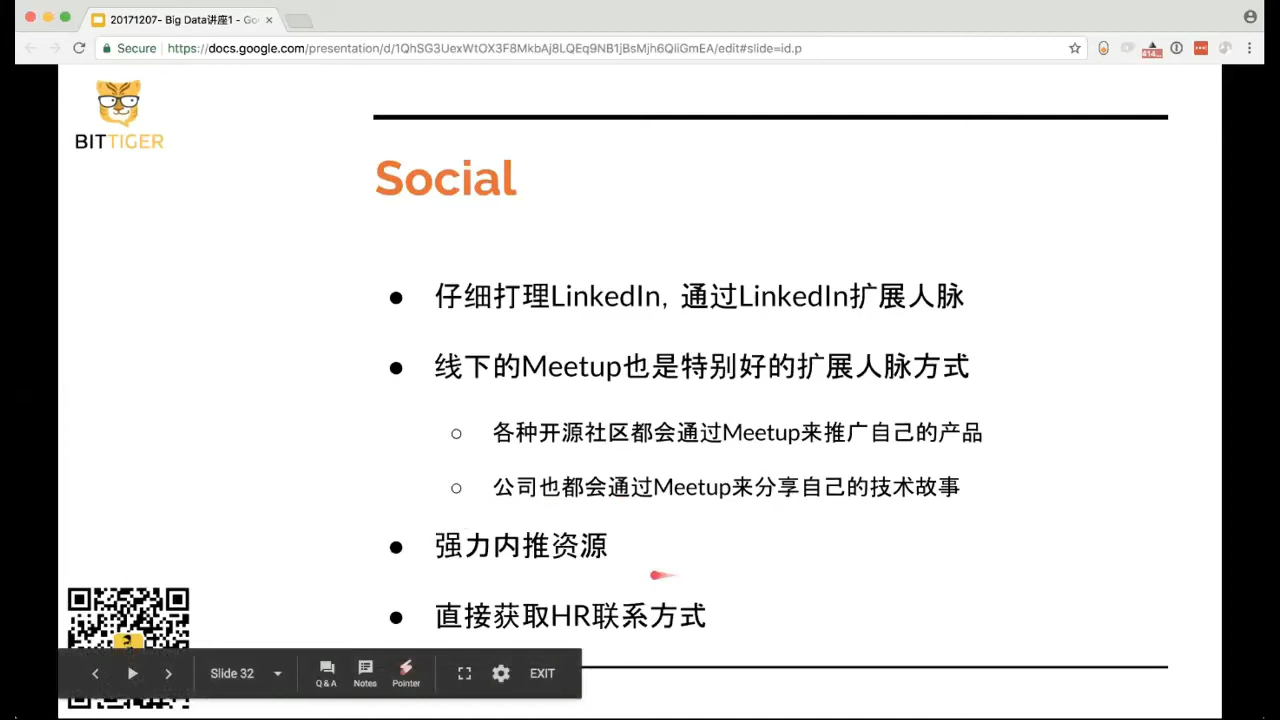 20171207- Big Data讲座1 - Go
Secure
https://docs.google.com/presentation/d/1QhSG3UexWtOX3F8MkbAj8LQEq9NB1jBsMjh6QIiGmEA/edit#slide=id.p
BITTIGER
Social
● 仔细打理LinkedIn, 通过LinkedIn扩展人脉
● 线下的Meetup也是特别好的扩展人脉方式
○ 各种开源社区都会通过Meetup来推广自己的产品
○ 公司也都会通过Meetup来分享自己的技术故事
● 强力内推资源
● 直接获取HR联系方式
Slide 32
Q & A
Notes
Pointer
EXIT